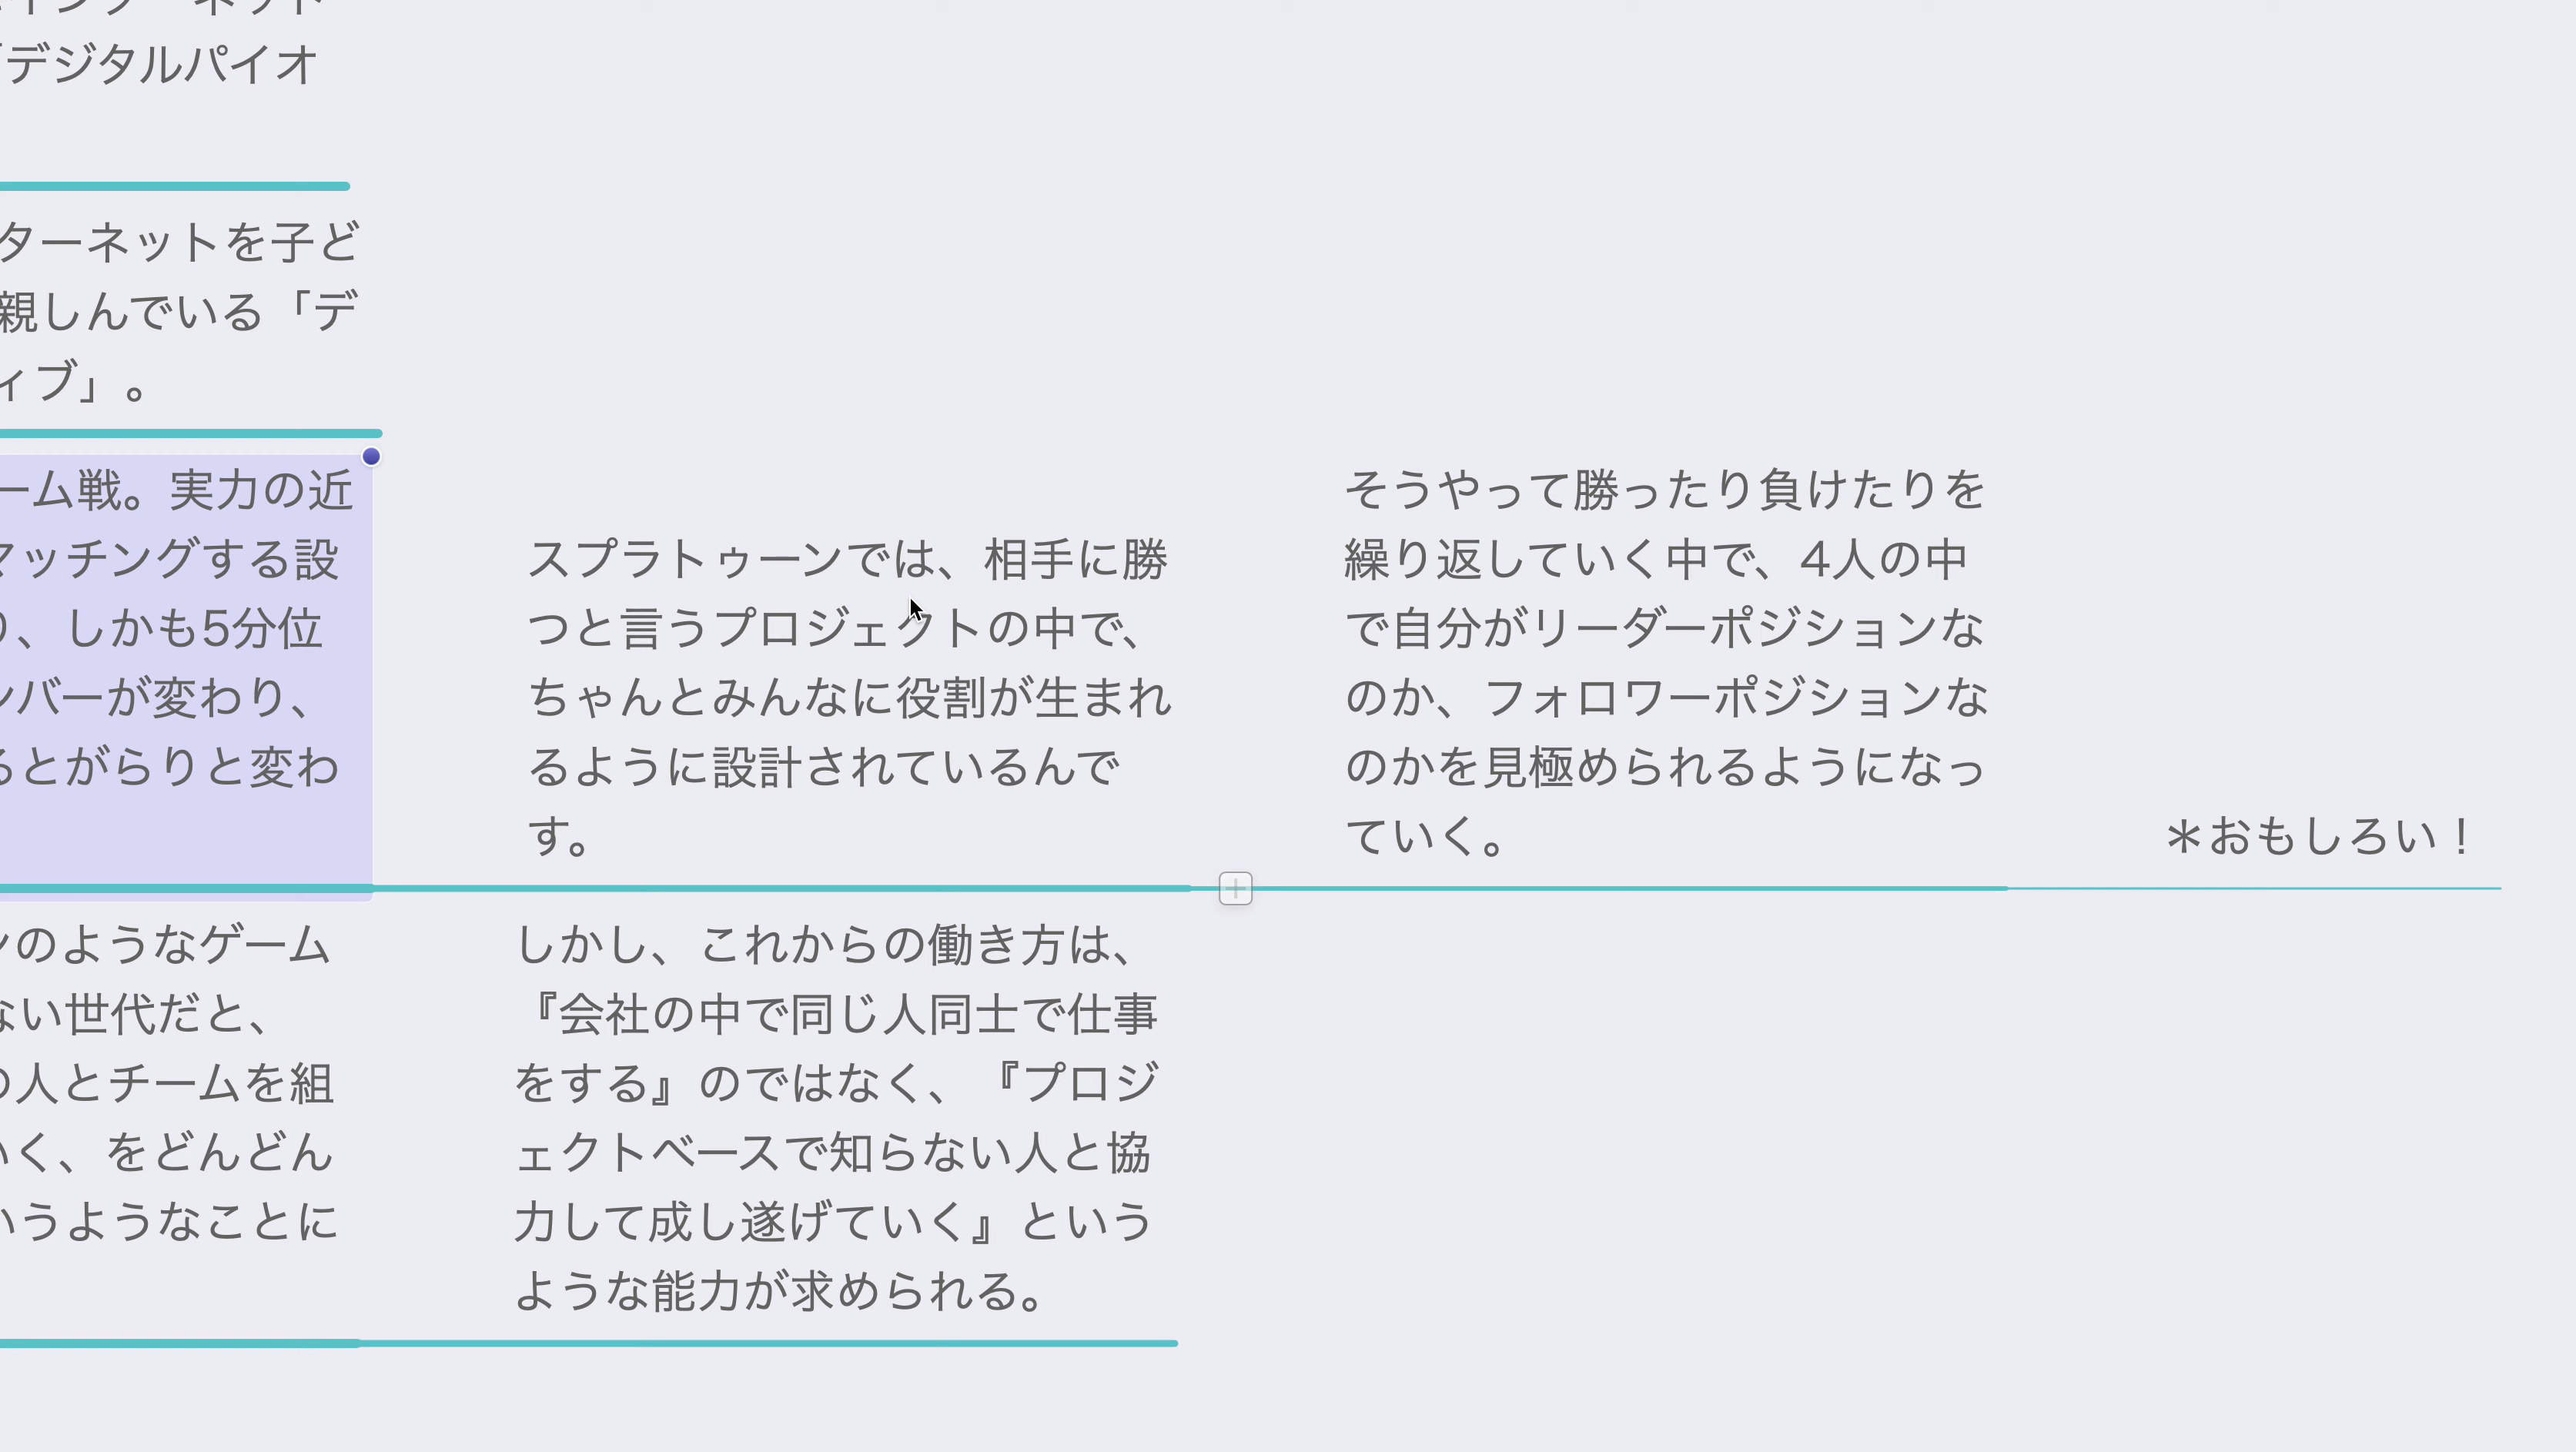 「デジタルパイオ
ターネットを子ど
親しんでいる「デ
ィブ」。
ーム戦。実力の近
マッチングする設
り、しかも5分位
ンバーが変わり、
るとがらりと変わ
スプラトゥーンでは、相手に勝
つと言うプロジェクトの中で、
ちゃんとみんなに役割が生まれ
るように設計されているんで
す。
そうやって勝ったり負けたりを
繰り返していく中で、4人の中
で自分がリーダーポジションな
のか、フォロワーポジションな
のかを見極められるようになっ
ていく。
＊おもしろい！
ンのようなゲーム
ない世代だと、
の人とチームを組
いく、をどんどん
いうようなことに
しかし、これからの働き方は、
『会社の中で同じ人同士で仕事
をする』のではなく、『プロジ
ェクトベースで知らない人と協
力して成し遂げていく』という
ような能力が求められる。